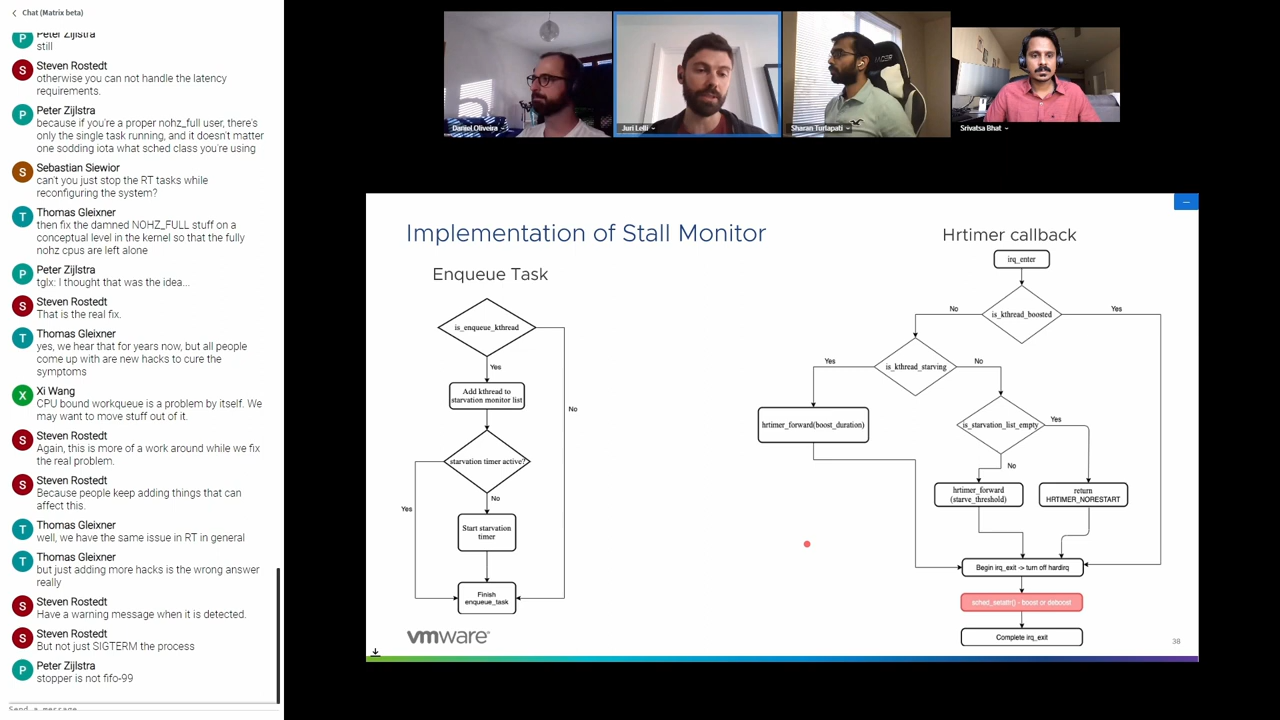 Chat (Matrix beta)
Peter Zijlstra
still
Steven Rostedt
otherwise you can not handle the latency
requirements
Peter Zijlstra
because if you're a proper nohz_full user, there's
only the single task running, and it doesn't matter
one sodding iota what sched class you're using
Sebastian Siewior
can't you just stop the RT tasks while
reconfiguring the system?
Thomas Gleixner
then fix the damned NOHZ_FULL stuff on a
conceptual level in the kernel so that the fully
nohz cpus are left alone
Peter Zijlstra
tglx: I thought that was the idea...
Steven Rostedt
That is the real fix.
Thomas Gleixner
yes, we hear that for years now, but all people
come up with are new hacks to cure the
symptoms
Xi Wang
CPU bound workqueue is a problem by itself. We
may want to move stuff out of it.
Steven Rostedt
Again, this is more of a work around while we fix
the real problem.
Steven Rostedt
Because people keep adding things that can
affect this.
Thomas Gleixner
well, we have the same issue in RT in general
Thomas Gleixner
but just adding more hacks is the wrong answer
really
Steven Rostedt
Have a warning message when it is detected.
Steven Rostedt
But not just SIGTERM the process
Peter Zijlstra
stopper is not fifo-99
Send a message
P
S
P
S
T
P
S
T
X
S
S
T
T
S
S
P
Daniel Oliveira
Juri Lelli
Sharan Turlapati
Srivatsa Bhat
ACER
Implementation of Stall Monitor
Enqueue Task
is_enqueue_kthread
Yes
No
Add kthread to
starvation monitor list
starvation timer active?
Yes
No
Start starvation
timer
Finish
enqueue_task
Hrtimer callback
irq_enter
is_kthread_boosted
No
Yes
is_kthread_starving
Yes
No
hrtimer_forward(boost_duration)
is_starvation_list_empty
Yes
No
hrtimer_forward
(starve_threshold)
return
HRTIMER_NORESTART
Begin irq_exit -> turn off hardirq
sched_setattr() - boost or deboost
Complete irq_exit
vmware®
38